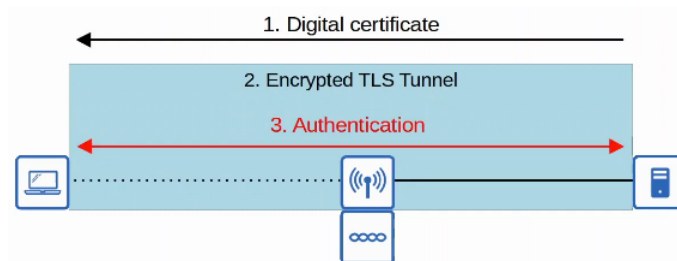 1. Digital certificate
2. Encrypted TLS Tunnel
3. Authentication